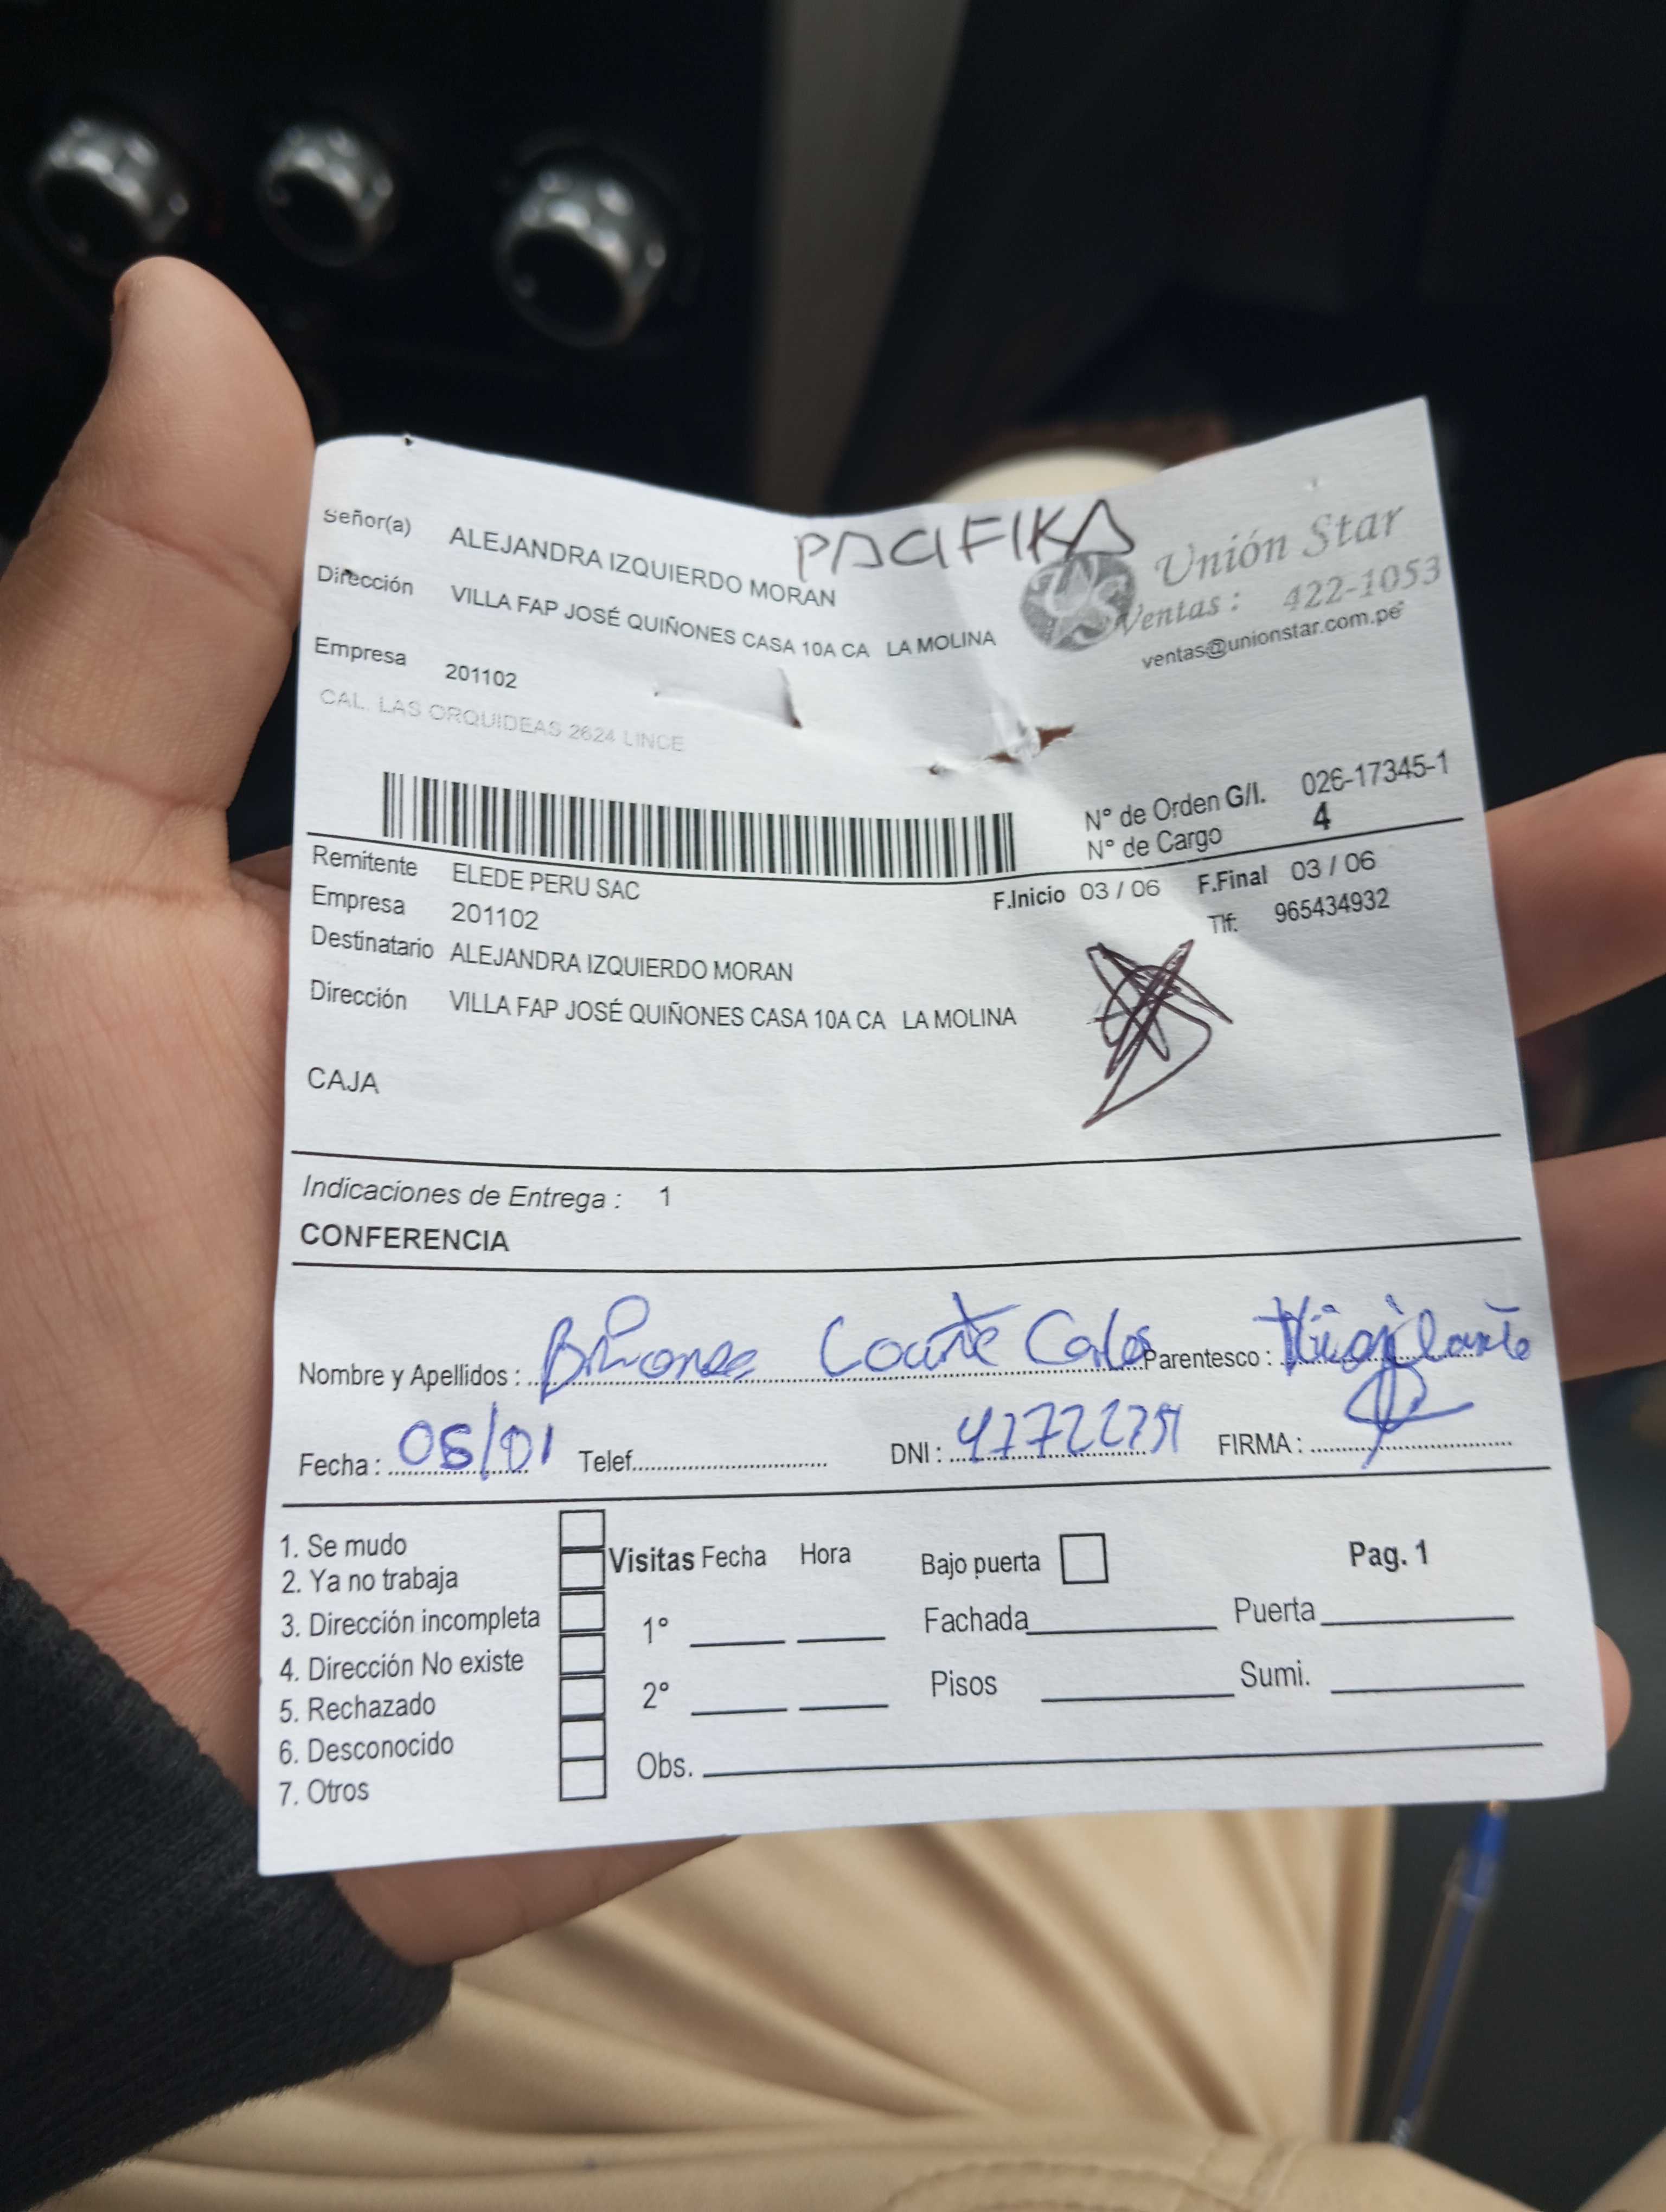 PACIFIKA
Señor(a) ALEJANDRA IZQUIERDO MORAN
Unión Star
Dirección VILLA FAP JOSÉ QUIÑONES CASA 10A CA LA MOLINA
Ventas : 422-1053
ventas@unionstar.com.pe
Empresa 201102
CAL. LAS ORQUIDEAS 2624 LINCE
N° de Orden G/I. 026-17345-1
N° de Cargo 4
Remitente ELEDE PERU SAC
F.Inicio 03 / 06 F.Final 03 / 06
Empresa 201102
Tlf: 965434932
Destinatario ALEJANDRA IZQUIERDO MORAN
Dirección VILLA FAP JOSÉ QUIÑONES CASA 10A CA LA MOLINA
CAJA
Indicaciones de Entrega : 1
CONFERENCIA
Nombre y Apellidos : Carlos Parentesco : Vigilante
Fecha : Telef. DNI : FIRMA :
1. Se mudo
2. Ya no trabaja
3. Dirección incompleta
4. Dirección No existe
5. Rechazado
6. Desconocido
7. Otros
Visitas Fecha Hora
1°
2°
Obs.
Bajo puerta
Pag. 1
Fachada Puerta
Pisos Sumi.